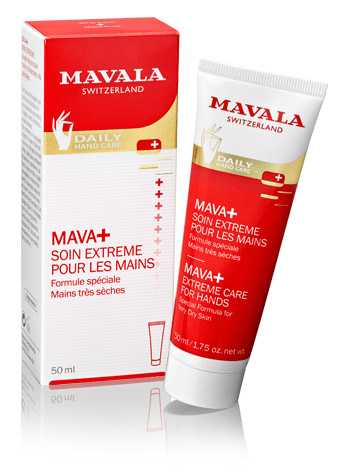 MAVALA
SWITZERLAND
DAILY
HAND CARE
MAVA+
SOIN EXTREME
POUR LES MAINS
Formule spéciale
Mains très sèches
50 ml
MAVALA
SWITZERLAND
DAILY
HAND CARE
MAVA+
SOIN EXTREME
POUR LES MAINS
Formule spéciale
Mains très sèches
MAVA+
EXTREME CARE
FOR HANDS
Special Formula for
Very Dry Skin
50 ml / 1,75 oz. net wt.